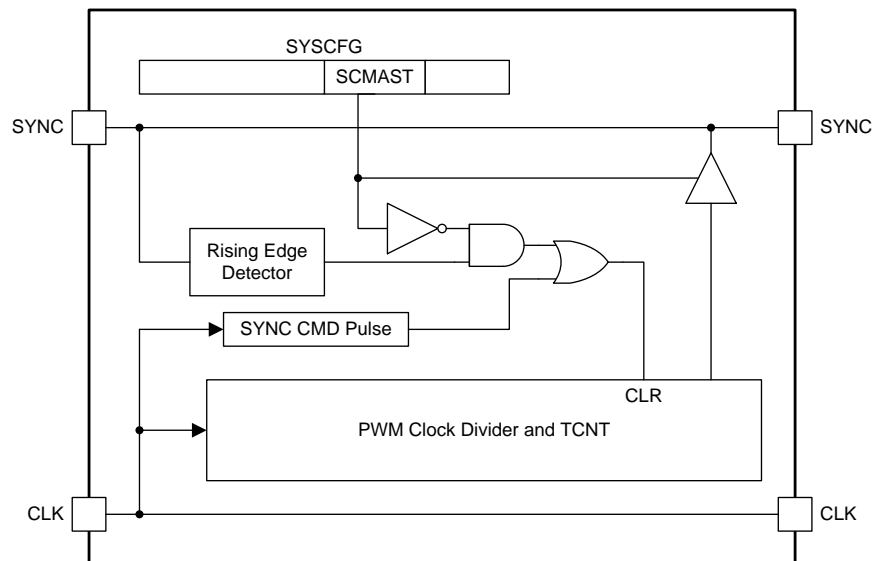 SYSCFG
SCMAST
SYNC
SYNC
Rising Edge
Detector
SYNC CMD Pulse
CLR
PWM Clock Divider and TCNT
CLK
CLK